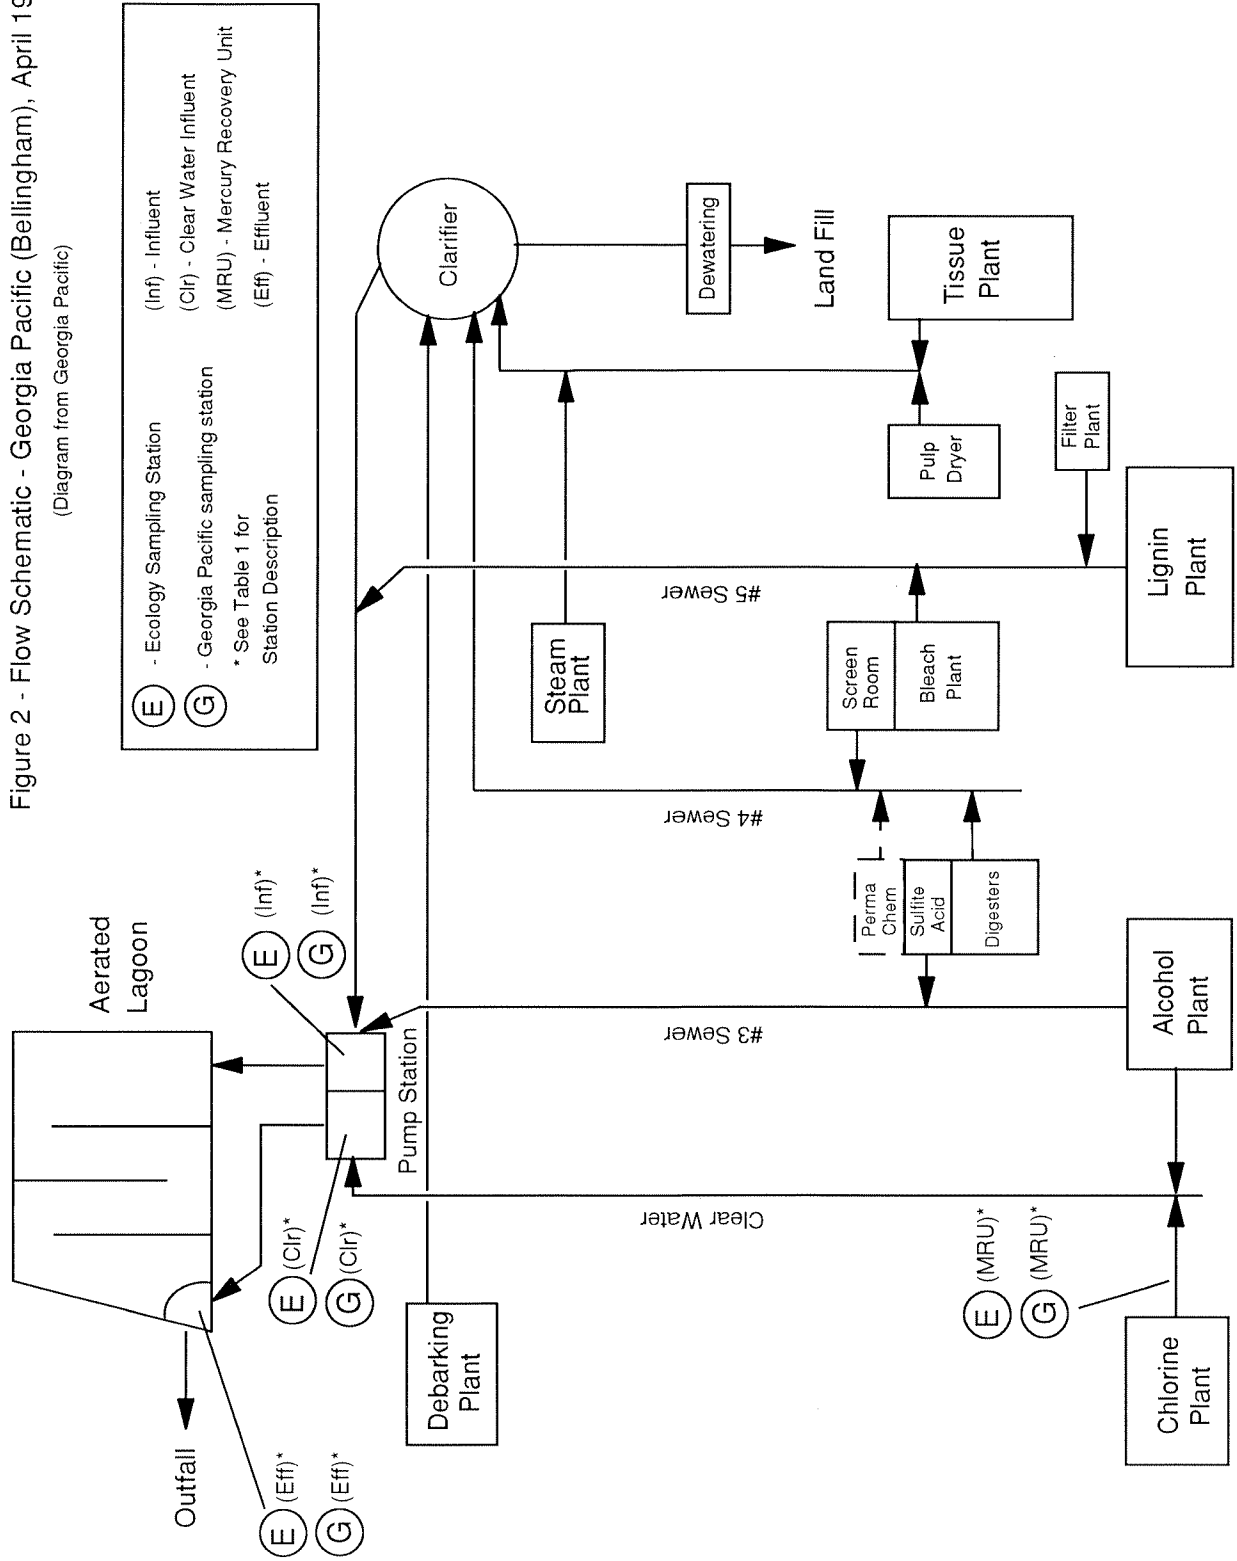 Figure 2 - Flow Schematic - Georgia Pacific (Bellingham), April 19
(Diagram from Georgia Pacific)
E - Ecology Sampling Station
G - Georgia Pacific sampling station
* See Table 1 for
Station Description
(Inf) - Influent
(Clr) - Clear Water Influent
(MRU) - Mercury Recovery Unit
(Eff) - Effluent
Aerated
Lagoon
Outfall
E (Eff)*
G (Eff)*
E (Clr)*
G (Clr)*
E (Inf)*
G (Inf)*
Pump Station
Clarifier
Dewatering
Land Fill
Debarking
Plant
Steam
Plant
Tissue
Plant
Pulp
Dryer
Filter
Plant
#5 Sewer
Lignin
Plant
Screen
Room
Bleach
Plant
#4 Sewer
Perma
Chem
Sulfite
Acid
Digesters
#3 Sewer
Alcohol
Plant
Clear Water
E (MRU)*
G (MRU)*
Chlorine
Plant